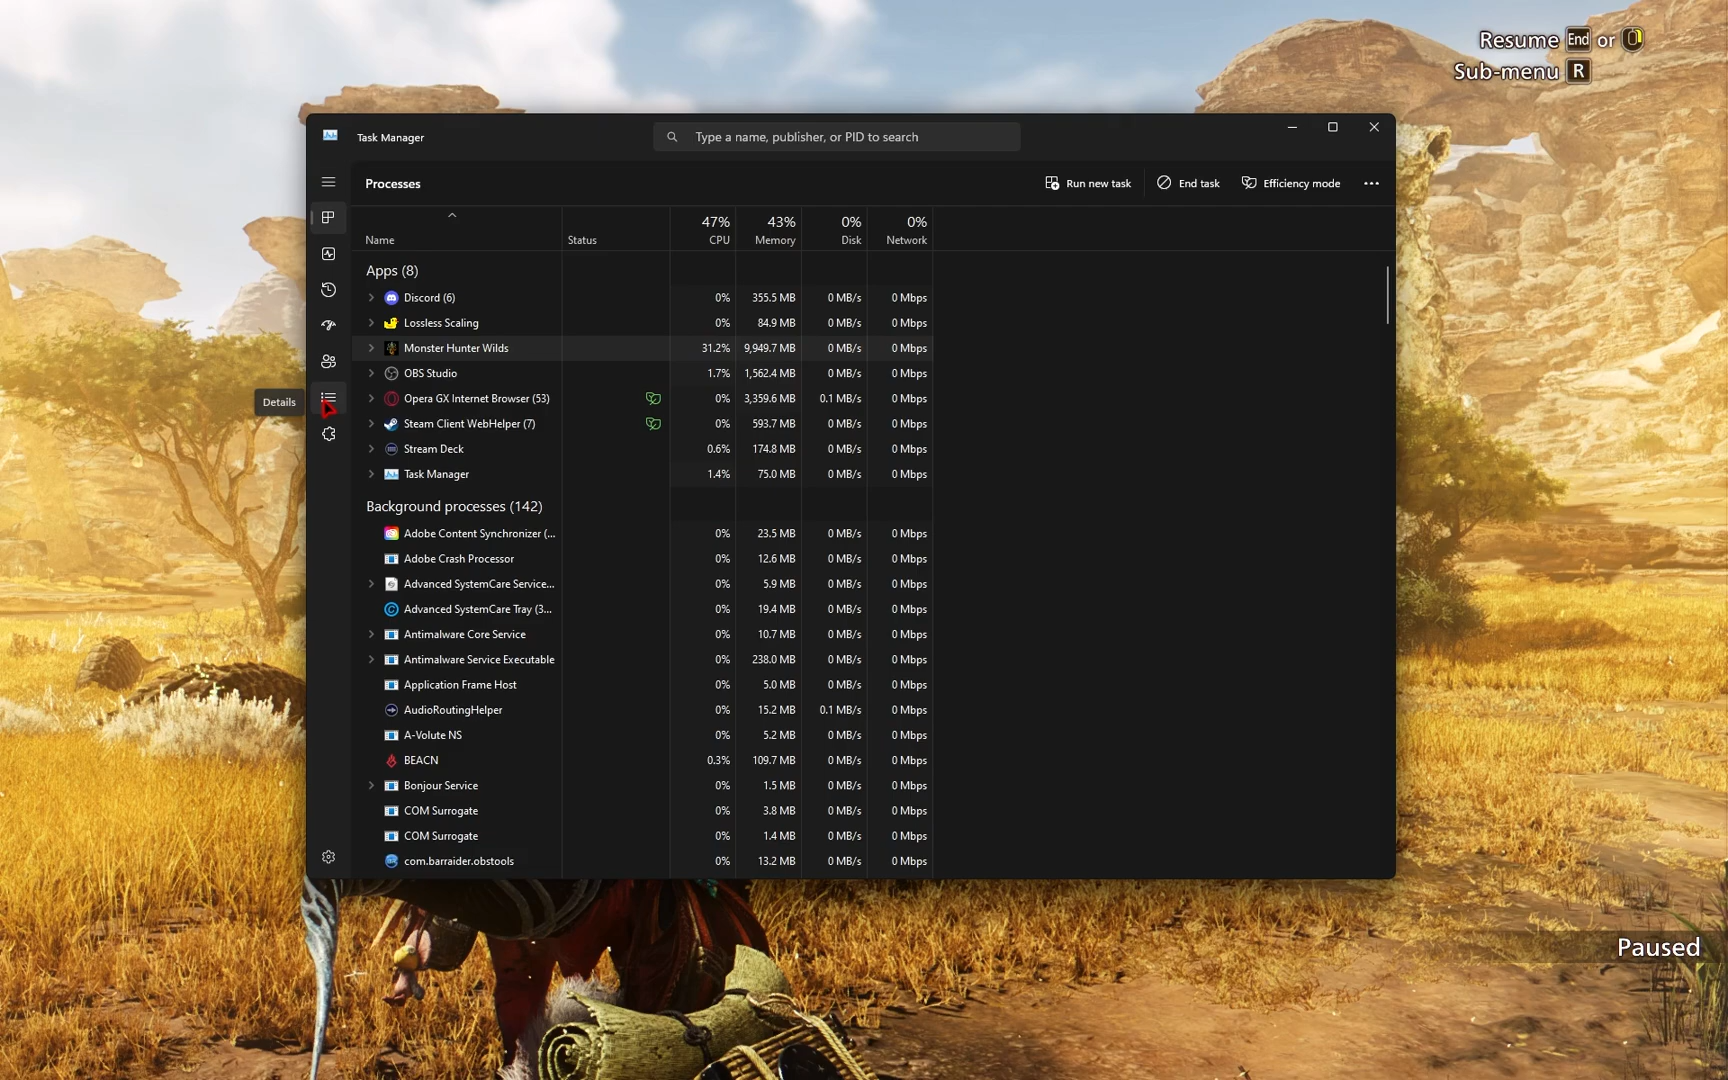 Resume End or
Sub-menu R
Task Manager
Type a name, publisher, or PID to search
Processes
Run new task
End task
Efficiency mode
47% 43% 0% 0%
Name Status CPU Memory Disk Network
Apps (8)
Discord (6) 0% 355.5 MB 0 MB/s 0 Mbps
Lossless Scaling 0% 84.9 MB 0 MB/s 0 Mbps
Monster Hunter Wilds 31.2% 9,949.7 MB 0 MB/s 0 Mbps
OBS Studio 1.7% 1,562.4 MB 0 MB/s 0 Mbps
Details
Opera GX Internet Browser (53) 0% 3,359.6 MB 0.1 MB/s 0 Mbps
Steam Client WebHelper (7) 0% 593.7 MB 0 MB/s 0 Mbps
Stream Deck 0.6% 174.8 MB 0 MB/s 0 Mbps
Task Manager 1.4% 75.0 MB 0 MB/s 0 Mbps
Background processes (142)
Adobe Content Synchronizer (... 0% 23.5 MB 0 MB/s 0 Mbps
Adobe Crash Processor 0% 12.6 MB 0 MB/s 0 Mbps
Advanced SystemCare Service... 0% 5.9 MB 0 MB/s 0 Mbps
Advanced SystemCare Tray (3... 0% 19.4 MB 0 MB/s 0 Mbps
Antimalware Core Service 0% 10.7 MB 0 MB/s 0 Mbps
Antimalware Service Executable 0% 238.0 MB 0 MB/s 0 Mbps
Application Frame Host 0% 5.0 MB 0 MB/s 0 Mbps
AudioRoutingHelper 0% 15.2 MB 0.1 MB/s 0 Mbps
A-Volute NS 0% 5.2 MB 0 MB/s 0 Mbps
BEACN 0.3% 109.7 MB 0 MB/s 0 Mbps
Bonjour Service 0% 1.5 MB 0 MB/s 0 Mbps
COM Surrogate 0% 3.8 MB 0 MB/s 0 Mbps
COM Surrogate 0% 1.4 MB 0 MB/s 0 Mbps
com.barraider.obstools 0% 13.2 MB 0 MB/s 0 Mbps
Paused